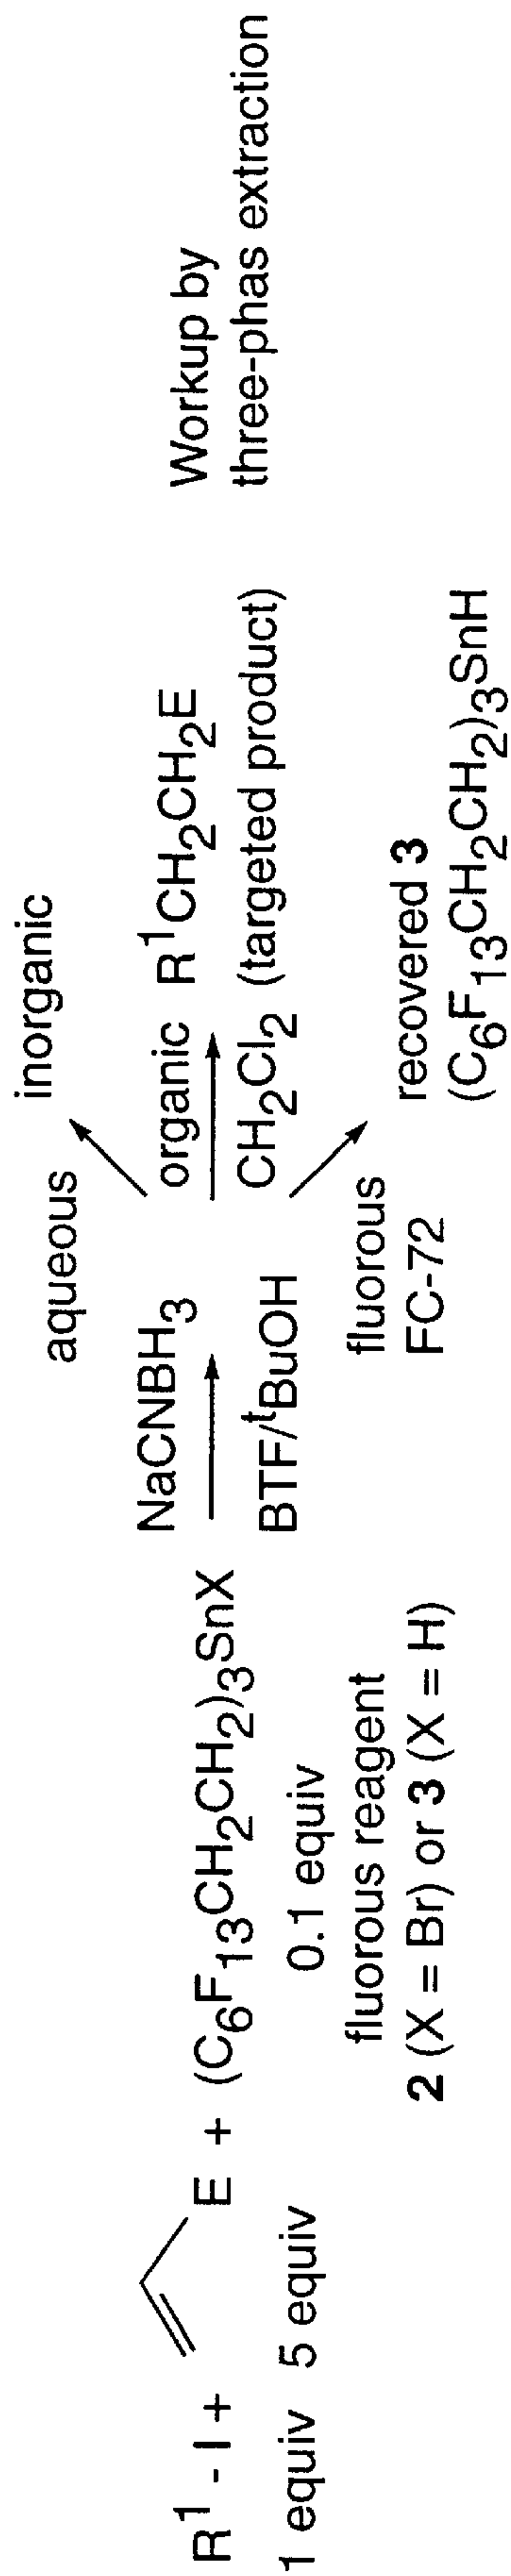 R¹ - I + E + (C₆F₁₃CH₂CH₂)₃SnX
1 equiv 5 equiv 0.1 equiv
fluorous reagent
2 (X = Br) or 3 (X = H)
NaCNBH₃
BTF/ᵗBuOH
aqueous
inorganic
organic R¹CH₂CH₂E
CH₂Cl₂ (targeted product)
fluorous
FC-72
recovered 3
(C₆F₁₃CH₂CH₂)₃SnH
Workup by
three-phas extraction